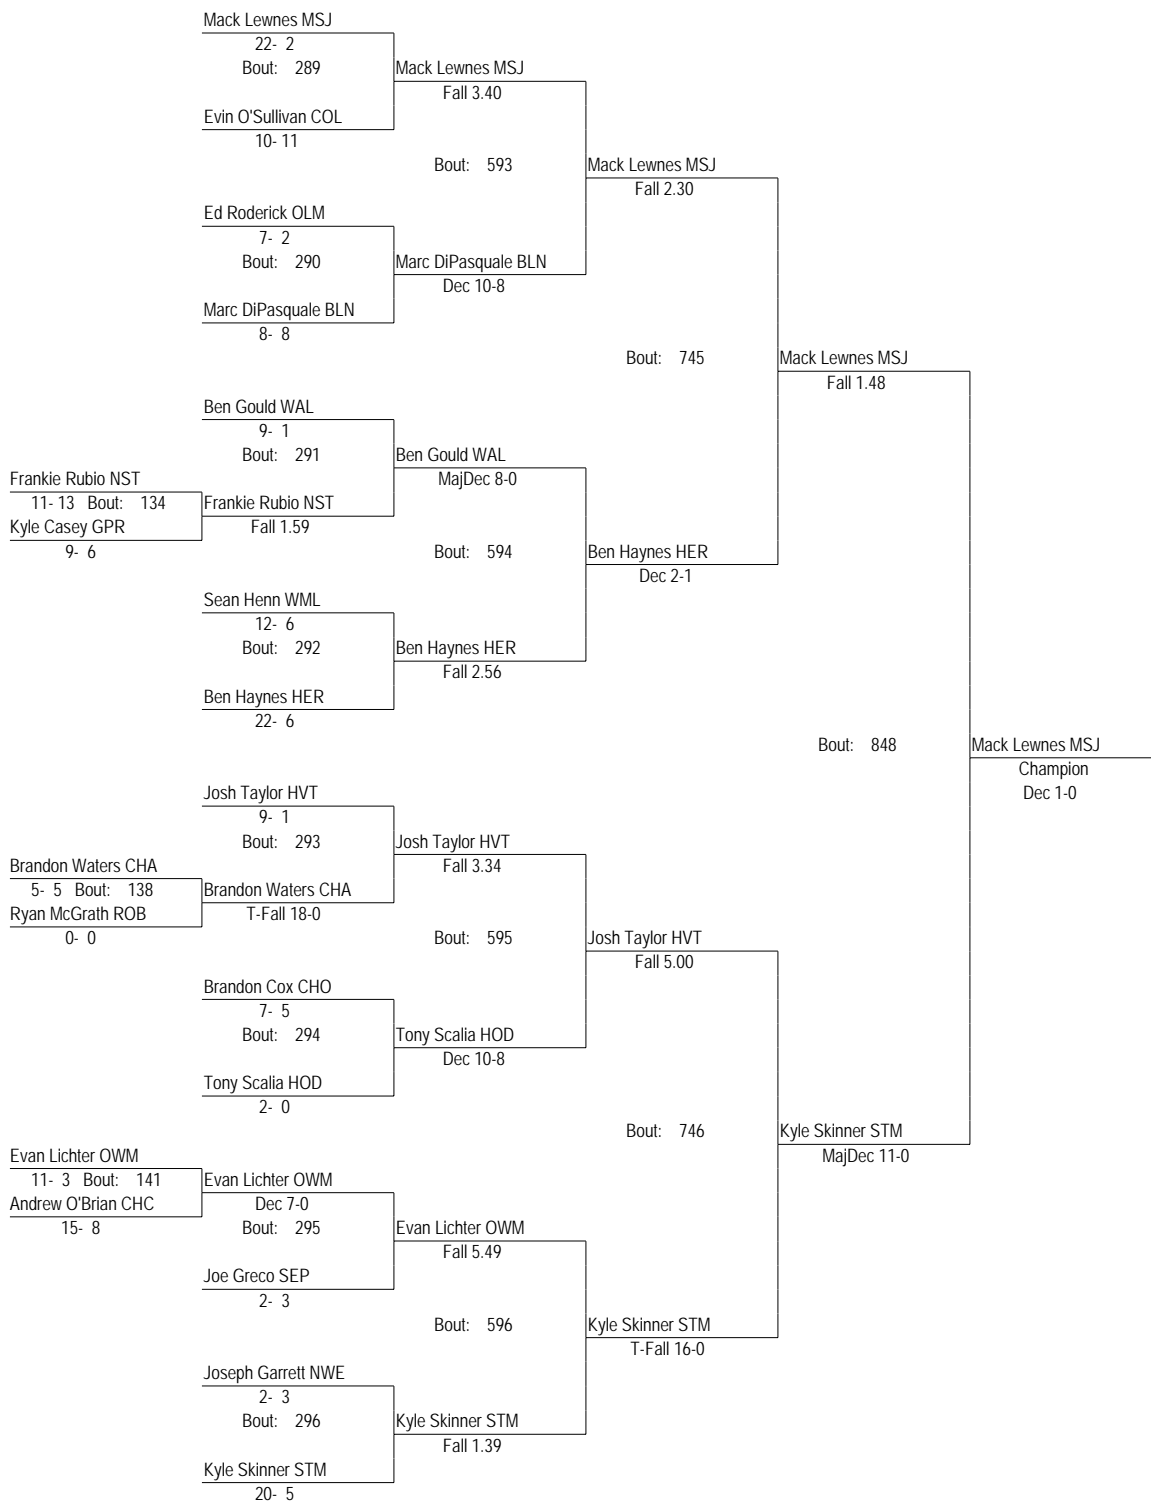 Mack Lewnes MSJ
22- 2
Bout: 289
Mack Lewnes MSJ
Fall 3.40
Evin O'Sullivan COL
10- 11
Bout: 593
Mack Lewnes MSJ
Fall 2.30
Ed Roderick OLM
7- 2
Bout: 290
Marc DiPasquale BLN
Dec 10-8
Marc DiPasquale BLN
8- 8
Bout: 745
Mack Lewnes MSJ
Fall 1.48
Ben Gould WAL
9- 1
Bout: 291
Ben Gould WAL
MajDec 8-0
Frankie Rubio NST
11- 13 Bout: 134
Frankie Rubio NST
Fall 1.59
Kyle Casey GPR
9- 6
Bout: 594
Ben Haynes HER
Dec 2-1
Sean Henn WML
12- 6
Bout: 292
Ben Haynes HER
Fall 2.56
Ben Haynes HER
22- 6
Bout: 848
Mack Lewnes MSJ
Champion
Dec 1-0
Josh Taylor HVT
9- 1
Bout: 293
Josh Taylor HVT
Fall 3.34
Brandon Waters CHA
5- 5 Bout: 138
Brandon Waters CHA
T-Fall 18-0
Ryan McGrath ROB
0- 0
Bout: 595
Josh Taylor HVT
Fall 5.00
Brandon Cox CHO
7- 5
Bout: 294
Tony Scalia HOD
Dec 10-8
Tony Scalia HOD
2- 0
Bout: 746
Kyle Skinner STM
MajDec 11-0
Evan Lichter OWM
11- 3 Bout: 141
Evan Lichter OWM
Dec 7-0
Andrew O'Brian CHC
15- 8
Bout: 295
Evan Lichter OWM
Fall 5.49
Joe Greco SEP
2- 3
Bout: 596
Kyle Skinner STM
T-Fall 16-0
Joseph Garrett NWE
2- 3
Bout: 296
Kyle Skinner STM
Fall 1.39
Kyle Skinner STM
20- 5